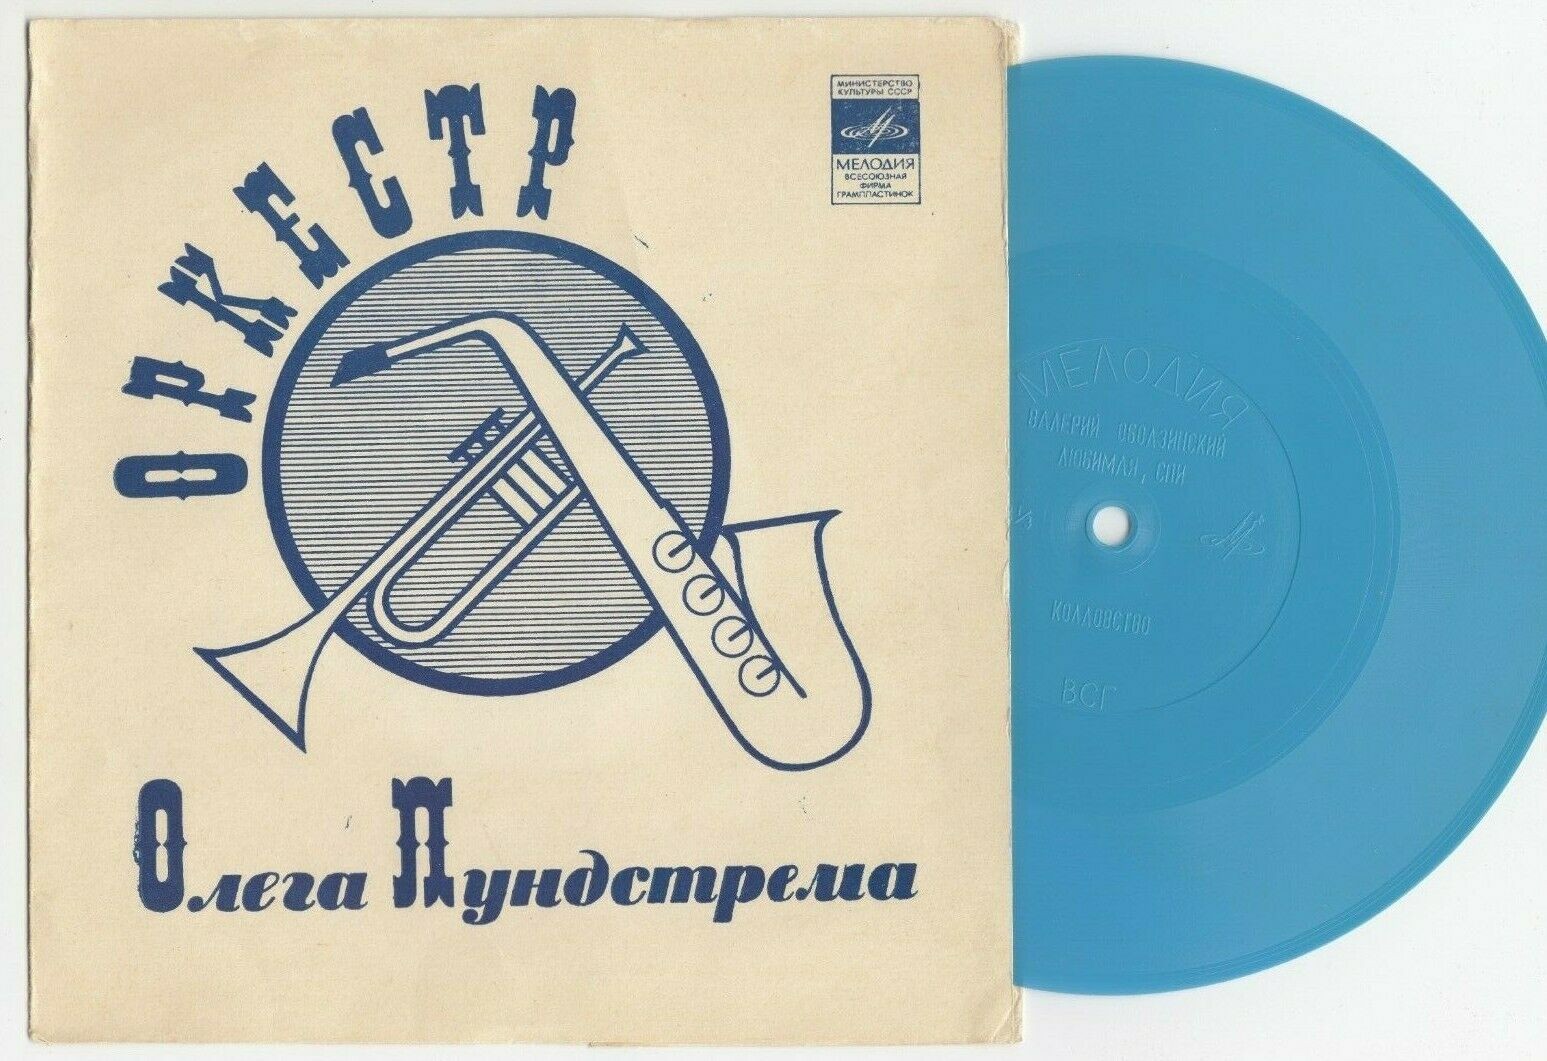 ОРКЕСТР
Олега Лундстрема
МИНИСТЕРСТВО
КУЛЬТУРЫ СССР
МЕЛОДИЯ
ВСЕСОЮЗНАЯ
ФИРМА
ГРАМПЛАСТИНОК
МЕЛОДИЯ
ВАЛЕРИЙ ОБОДЗИНСКИЙ
ЛЮБИМАЯ, СПИ
КОЛДОВСТВО
ВСГ